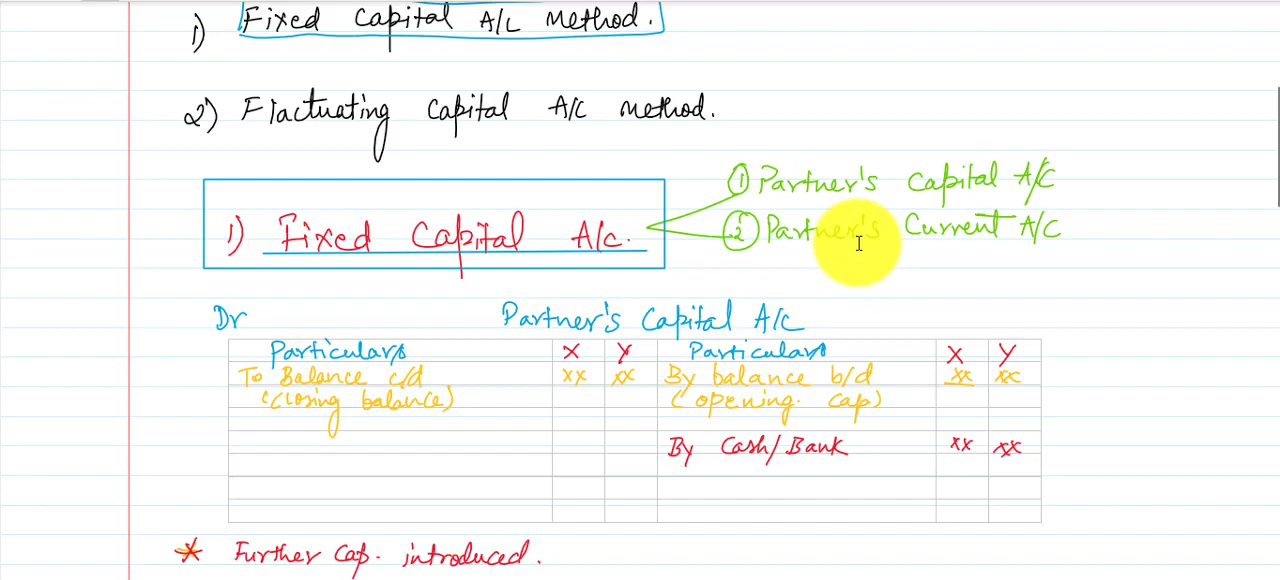 1) Fixed Capital A/c Method.
2) Fluctuating Capital A/c method.
1) Fixed Capital A/c.
① Partner's Capital A/C
② Partner's Current A/C
Dr Partner's Capital A/C
Particulars X Y Particulars X Y
To Balance c/d xx xx By balance b/d xx xx
(Closing balance) (opening. cap)
By Cash/Bank xx xx
* Further Cap. introduced.